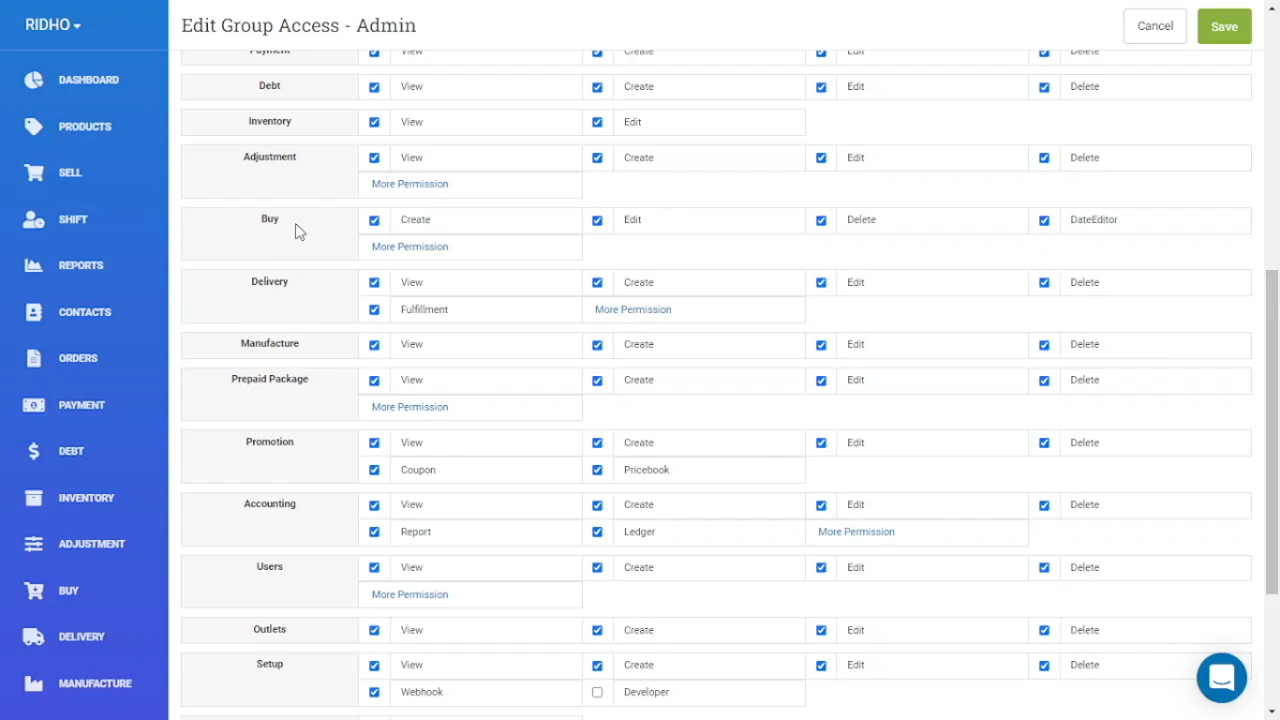 RIDHO
Edit Group Access - Admin
Cancel
Save
DASHBOARD
PRODUCTS
SELL
SHIFT
REPORTS
CONTACTS
ORDERS
PAYMENT
DEBT
INVENTORY
ADJUSTMENT
BUY
DELIVERY
MANUFACTURE
Payment View Create Edit Delete
Debt View Create Edit Delete
Inventory View Edit
Adjustment View Create Edit Delete
More Permission
Buy Create Edit Delete DateEditor
More Permission
Delivery View Create Edit Delete
Fulfillment More Permission
Manufacture View Create Edit Delete
Prepaid Package View Create Edit Delete
More Permission
Promotion View Create Edit Delete
Coupon Pricebook
Accounting View Create Edit Delete
Report Ledger More Permission
Users View Create Edit Delete
More Permission
Outlets View Create Edit Delete
Setup View Create Edit Delete
Webhook Developer